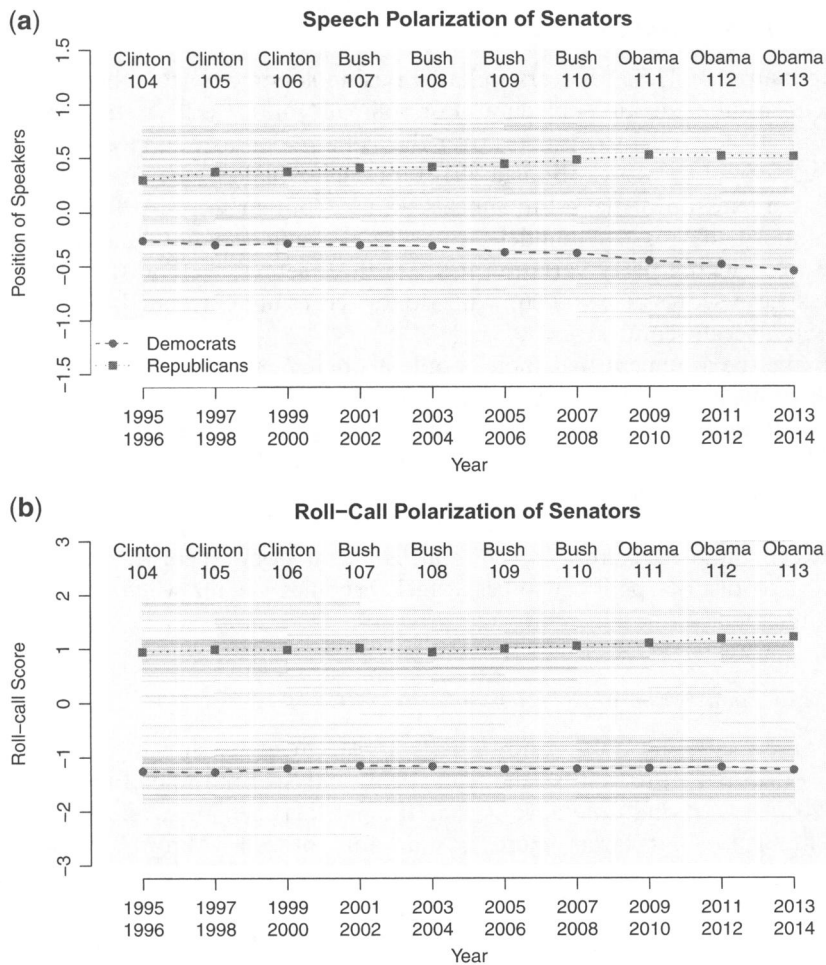 (a)
Speech Polarization of Senators
Clinton Clinton Clinton Bush Bush Bush Bush Obama Obama Obama
104 105 106 107 108 109 110 111 112 113
1.5
1.0
0.5
0.0
−0.5
−1.0
−1.5
Position of Speakers
Democrats
Republicans
1995 1997 1999 2001 2003 2005 2007 2009 2011 2013
1996 1998 2000 2002 2004 2006 2008 2010 2012 2014
Year
(b)
Roll−Call Polarization of Senators
Clinton Clinton Clinton Bush Bush Bush Bush Obama Obama Obama
104 105 106 107 108 109 110 111 112 113
3
2
1
0
−1
−2
−3
Roll−call Score
1995 1997 1999 2001 2003 2005 2007 2009 2011 2013
1996 1998 2000 2002 2004 2006 2008 2010 2012 2014
Year